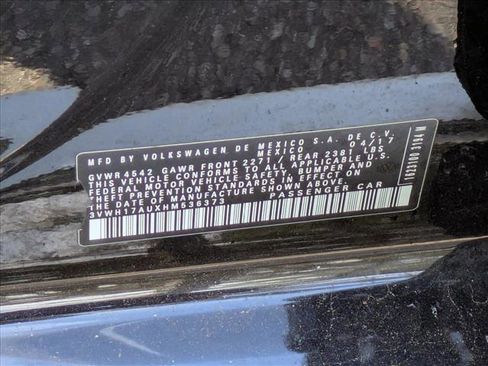 MFD BY VOLKSWAGEN DE MEXICO S.A. DE C.V.
MEXICO 04/17
GVWR 4542 GAWR FRONT 2271/ REAR 2381 LBS
THIS VEHICLE CONFORMS TO ALL APPLICABLE U.S.
FEDERAL MOTOR VEHICLE SAFETY, BUMPER AND
THEFT PREVENTION STANDARDS IN EFFECT ON
THE DATE OF MANUFACTURE SHOWN ABOVE.
3VWH17AUXHM535373 PASSENGER CAR